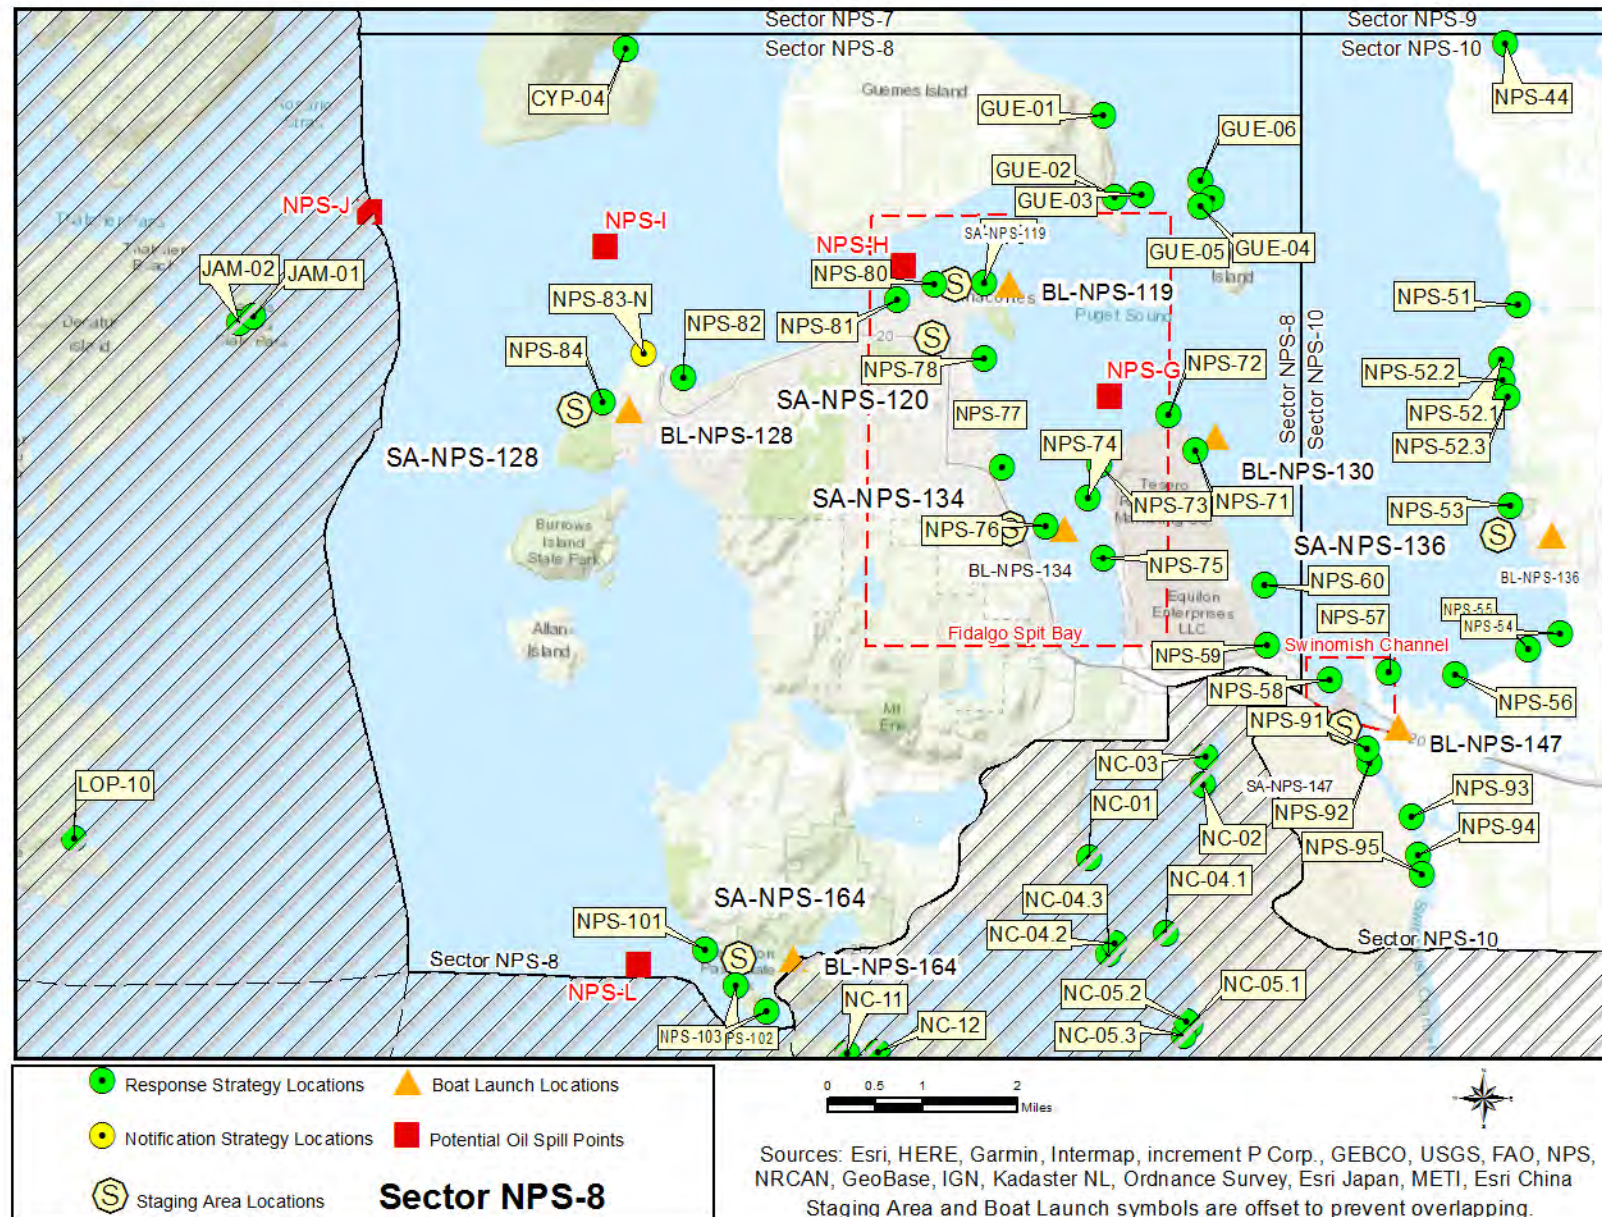 Sector NPS-7
Sector NPS-9
Sector NPS-8
Sector NPS-10
CYP-04
NPS-44
Guemes Island
GUE-01
GUE-06
GUE-02
GUE-03
NPS-J
NPS-I
NPS-H
SA-NPS-119
GUE-05
GUE-04
Island
JAM-02
JAM-01
NPS-80
BL-NPS-119
Puget Sound
NPS-83-N
NPS-82
NPS-81
NPS-51
20
NPS-84
NPS-78
NPS-G
NPS-72
NPS-52.2
SA-NPS-120
NPS-77
NPS-52.1
Sector NPS-8
Sector NPS-10
BL-NPS-128
NPS-74
NPS-52.3
SA-NPS-128
BL-NPS-130
SA-NPS-134
NPS-73
NPS-71
NPS-53
Burrows
Island
State Park
NPS-76
SA-NPS-136
BL-NPS-134
NPS-75
NPS-60
BL-NPS-136
Equilon
Enterprises
LLC
NPS-57
NPS-55
NPS-54
Allan
Island
Fidalgo Spit Bay
NPS-59
Swinomish Channel
NPS-58
NPS-56
Mt
Erie
NPS-91
20
BL-NPS-147
NC-03
SA-NPS-147
LOP-10
NC-01
NPS-93
NPS-92
NC-02
NPS-94
NPS-95
SA-NPS-164
NC-04.1
NC-04.3
NPS-101
NC-04.2
Sector NPS-10
Sector NPS-8
BL-NPS-164
NPS-L
NC-11
NC-05.2
NC-05.1
NC-12
NPS-103
PS-102
NC-05.3
Response Strategy Locations
Boat Launch Locations
Notification Strategy Locations
Potential Oil Spill Points
S Staging Area Locations
Sector NPS-8
0 0.5 1 2
Miles
Sources: Esri, HERE, Garmin, Intermap, increment P Corp., GEBCO, USGS, FAO, NPS,
NRCAN, GeoBase, IGN, Kadaster NL, Ordnance Survey, Esri Japan, METI, Esri China
Staging Area and Boat Launch symbols are offset to prevent overlapping.